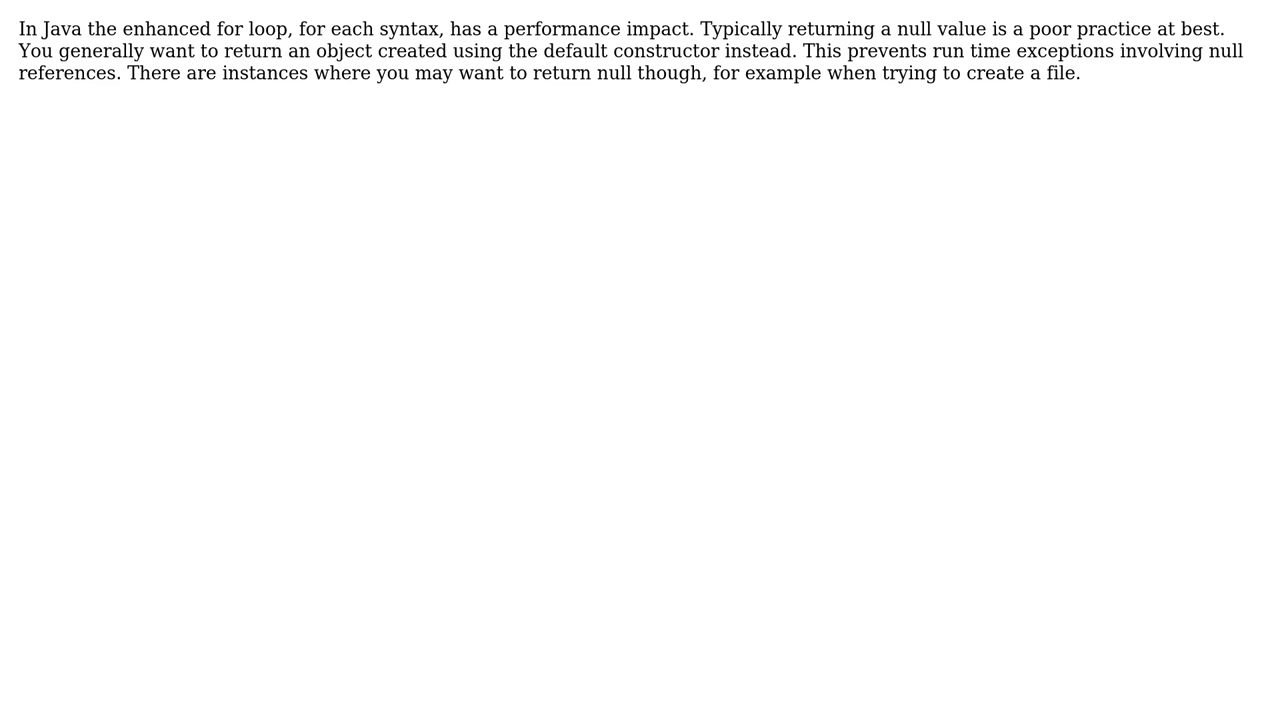 In Java the enhanced for loop, for each syntax, has a performance impact. Typically returning a null value is a poor practice at best.
You generally want to return an object created using the default constructor instead. This prevents run time exceptions involving null
references. There are instances where you may want to return null though, for example when trying to create a file.